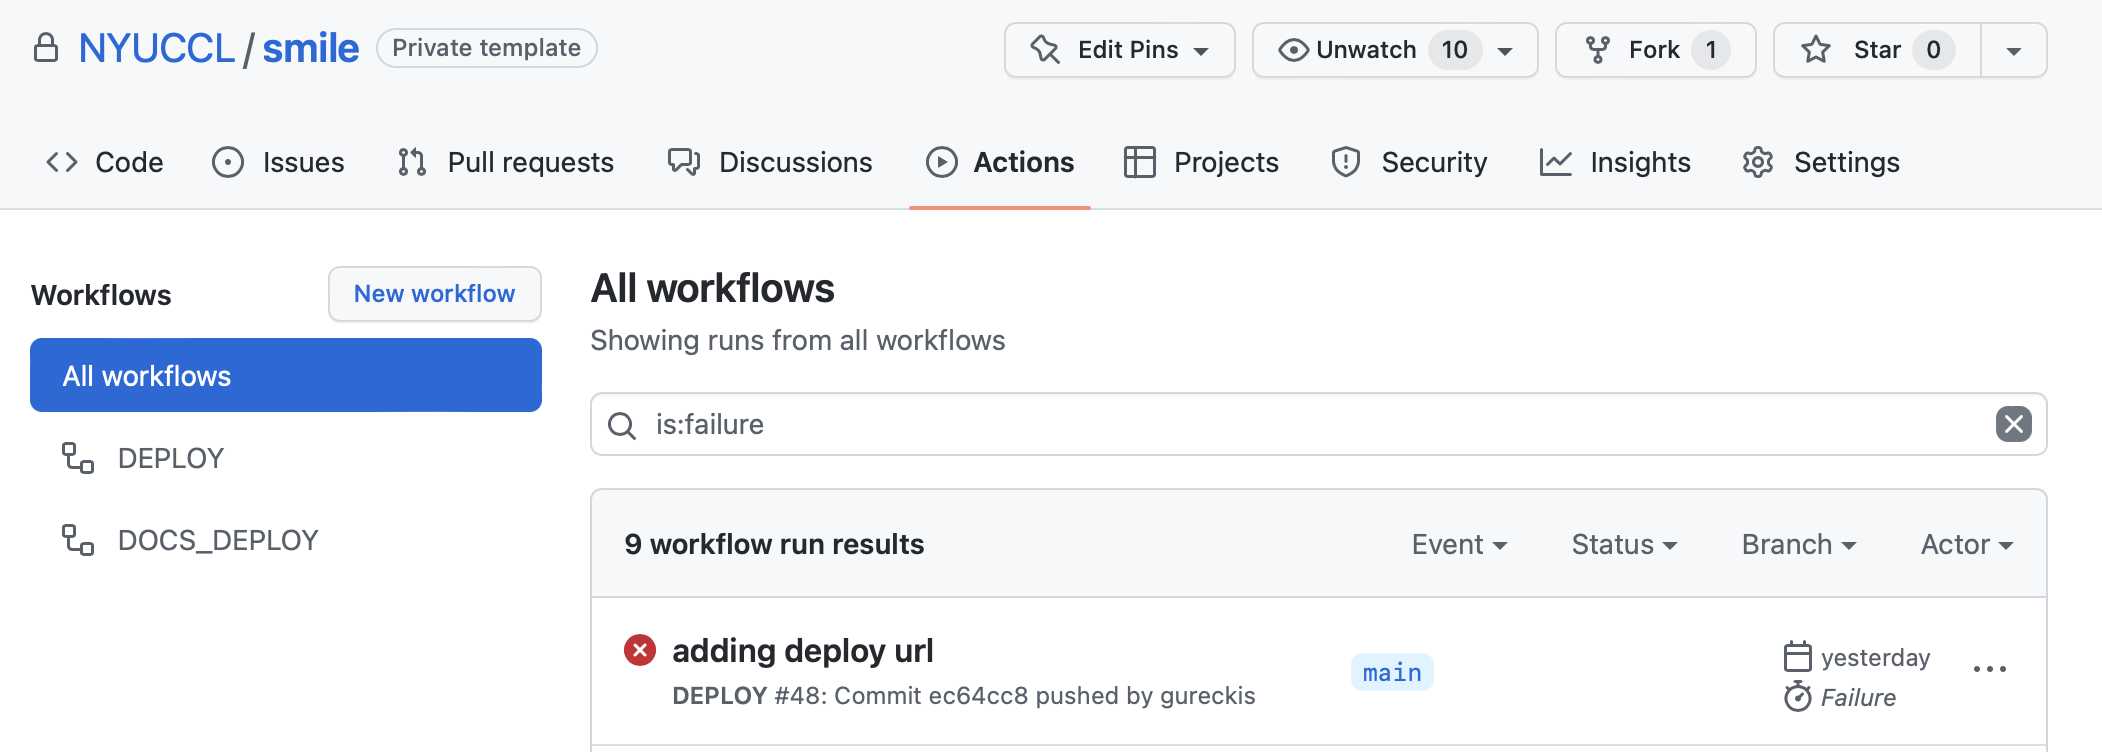 NYUCCL / smile Private template Edit Pins Unwatch 10 Fork 1 Star 0
Code Issues Pull requests Discussions Actions Projects Security Insights Settings
Workflows New workflow
All workflows
DEPLOY
DOCS_DEPLOY
All workflows
Showing runs from all workflows
is:failure
9 workflow run results Event Status Branch Actor
adding deploy url
DEPLOY #48: Commit ec64cc8 pushed by gureckis
main
yesterday
Failure